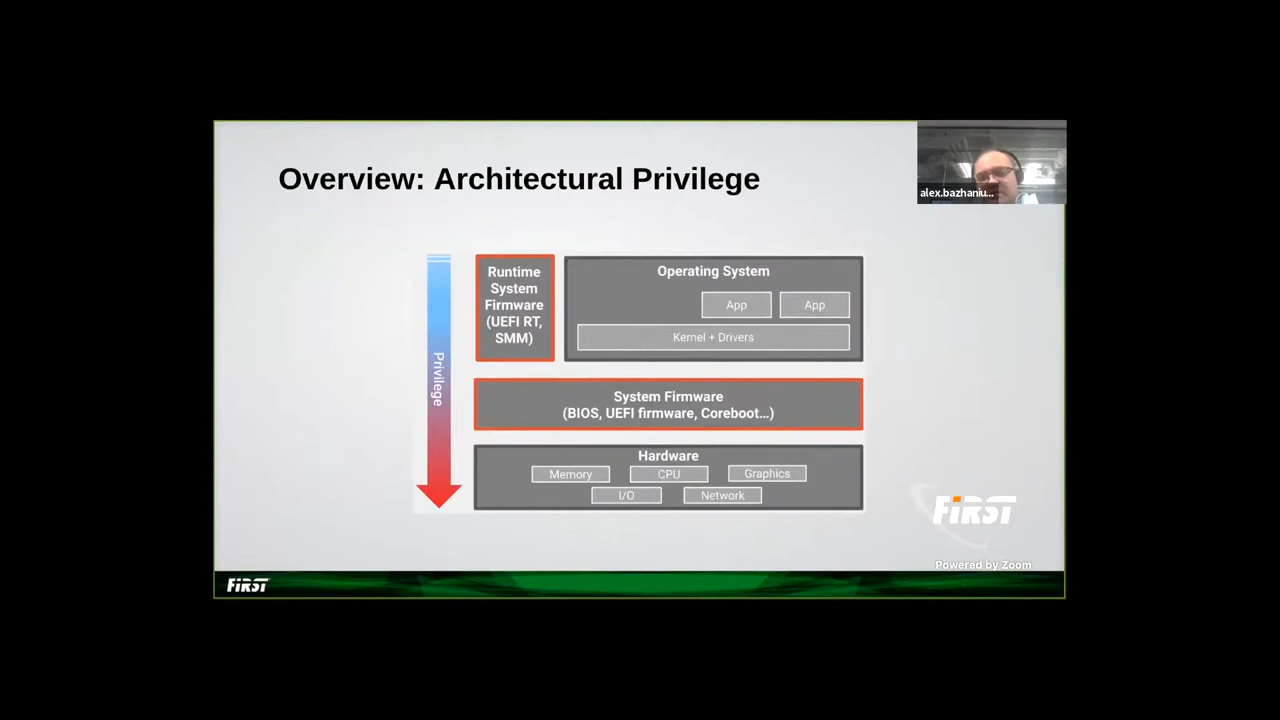 Overview: Architectural Privilege
alex.bazhaniu...
Privilege
Runtime
System
Firmware
(UEFI RT,
SMM)
Operating System
App
App
Kernel + Drivers
System Firmware
(BIOS, UEFI firmware, Coreboot...)
Hardware
Memory
CPU
Graphics
I/O
Network
FiRST
Powered by Zoom
FiRST